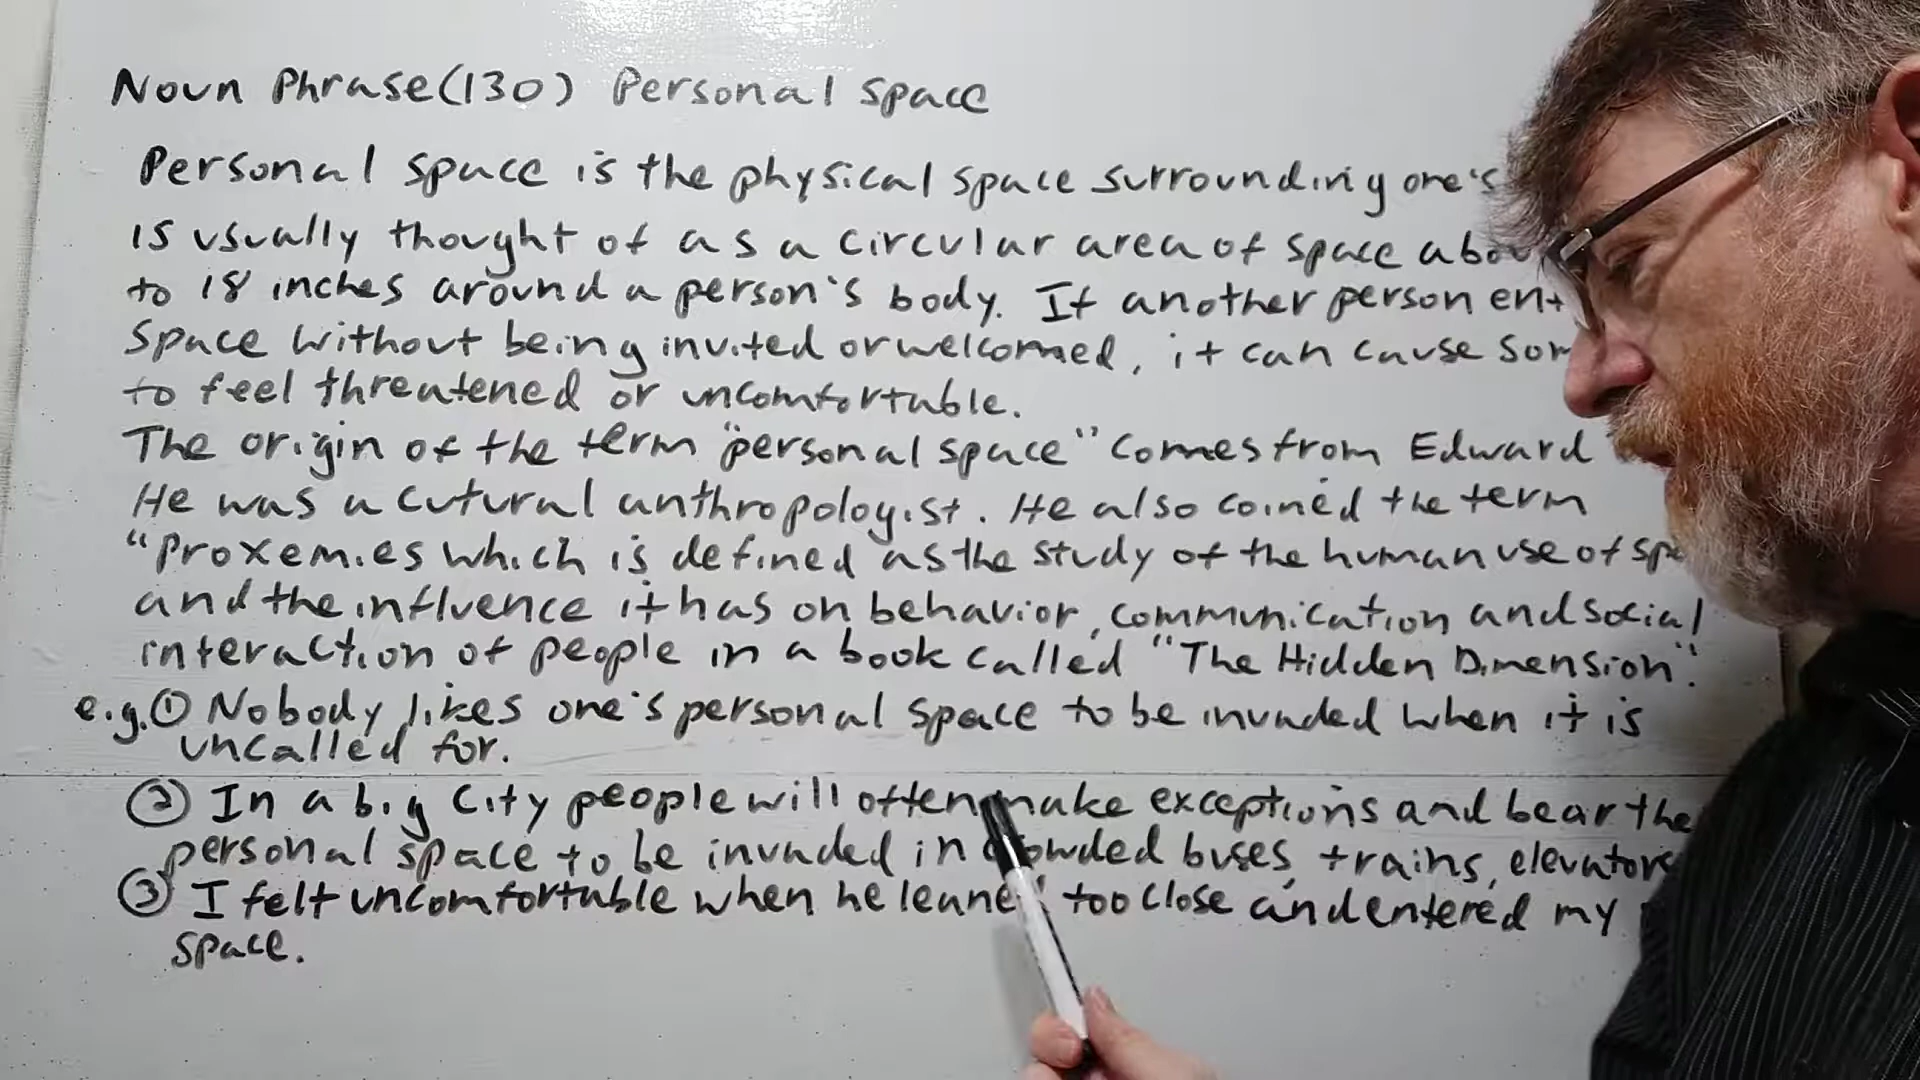 Noun Phrase (130) Personal space
Personal space is the physical space surrounding one's
is usually thought of as a circular area of space
to 18 inches around a person's body. If another person
space without being invited or welcomed, it can cause
to feel threatened or uncomfortable.
The origin of the term "personal space" comes from Edward
He was a cutural anthropologist. He also coined the term
"Proxemics which is defined as the study of the human use of
and the influence it has on behavior, communication and social
interaction of people in a book called "The Hidden Dimension".
e.g. ① Nobody likes one's personal space to be invaded when it is
uncalled for.
② In a big city people will often make exceptions and bear
personal space to be invaded in crowded buses, trains, elevators
③ I felt uncomfortable when he leaned too close and entered my
space.